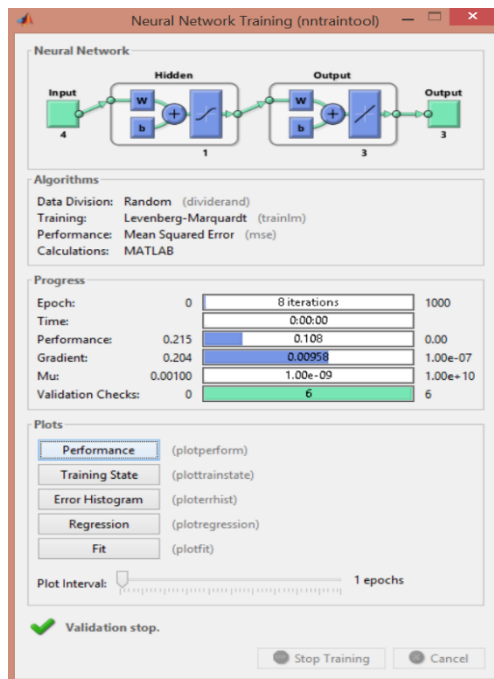 Neural Network Training (nntraintool)
Neural Network
Hidden
Output
Input
W
b
+
W
b
+
Output
4
1
3
3
Algorithms
Data Division: Random (dividerand)
Training: Levenberg-Marquardt (trainlm)
Performance: Mean Squared Error (mse)
Calculations: MATLAB
Progress
Epoch: 0 8 iterations 1000
Time: 0:00:00
Performance: 0.215 0.108 0.00
Gradient: 0.204 0.00958 1.00e-07
Mu: 0.00100 1.00e-09 1.00e+10
Validation Checks: 0 6 6
Plots
Performance (plotperform)
Training State (plottrainstate)
Error Histogram (ploterrhist)
Regression (plotregression)
Fit (plotfit)
Plot Interval: 1 epochs
Validation stop.
Stop Training Cancel